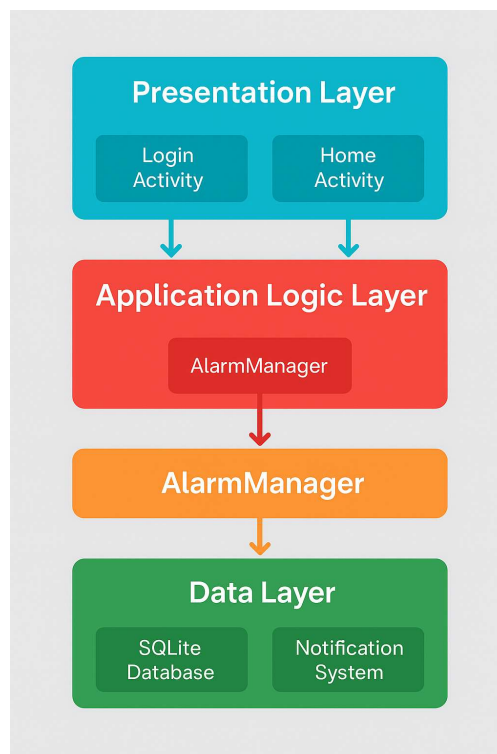 Presentation Layer
Login
Activity
Home
Activity
Application Logic Layer
AlarmManager
AlarmManager
Data Layer
SQLite
Database
Notification
System